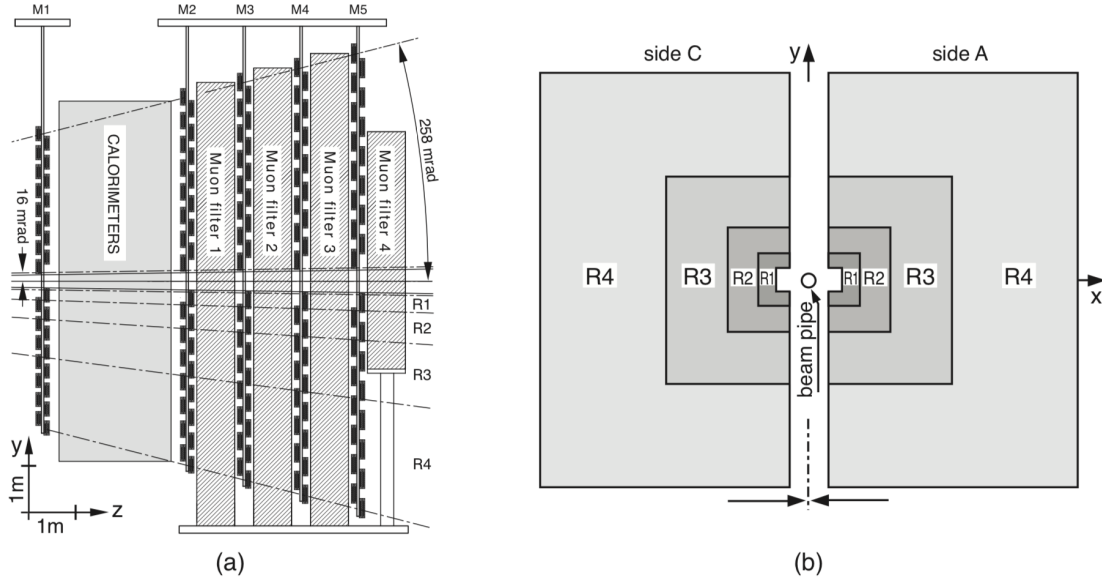 M1
M2
M3
M4
M5
CALORIMETERS
Muon filter 1
Muon filter 2
Muon filter 3
Muon filter 4
258 mrad
16 mrad
R1
R2
R3
R4
y
1m
1m
z
(a)
side C
y
side A
R4
R3
R2
R1
R1
R2
R3
R4
x
beam pipe
(b)